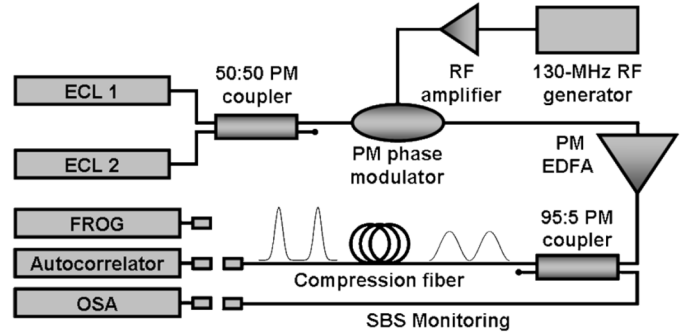 ECL 1
50:50 PM
coupler
RF
amplifier
130-MHz RF
generator
ECL 2
PM phase
modulator
PM
EDFA
FROG
95:5 PM
coupler
Autocorrelator
Compression fiber
OSA
SBS Monitoring